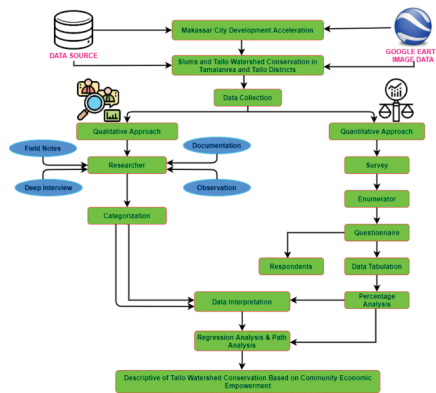 Makassar City Development Acceleration
DATA SOURCE
GOOGLE EART
IMAGE DATA
Slums and Tallo Watershed Conservation in
Tamalanrea and Tallo Districts
Data Collection
Qualitative Approach
Quantitative Approach
Field Notes
Documentation
Researcher
Survey
Deep Interview
Observation
Enumerator
Categorization
Questionnaire
Respondents
Data Tabulation
Data Interpretation
Percentage
Analysis
Regression Analysis & Path
Analysis
Descriptive of Tallo Watershed Conservation Based on Community Economic
Empowerment